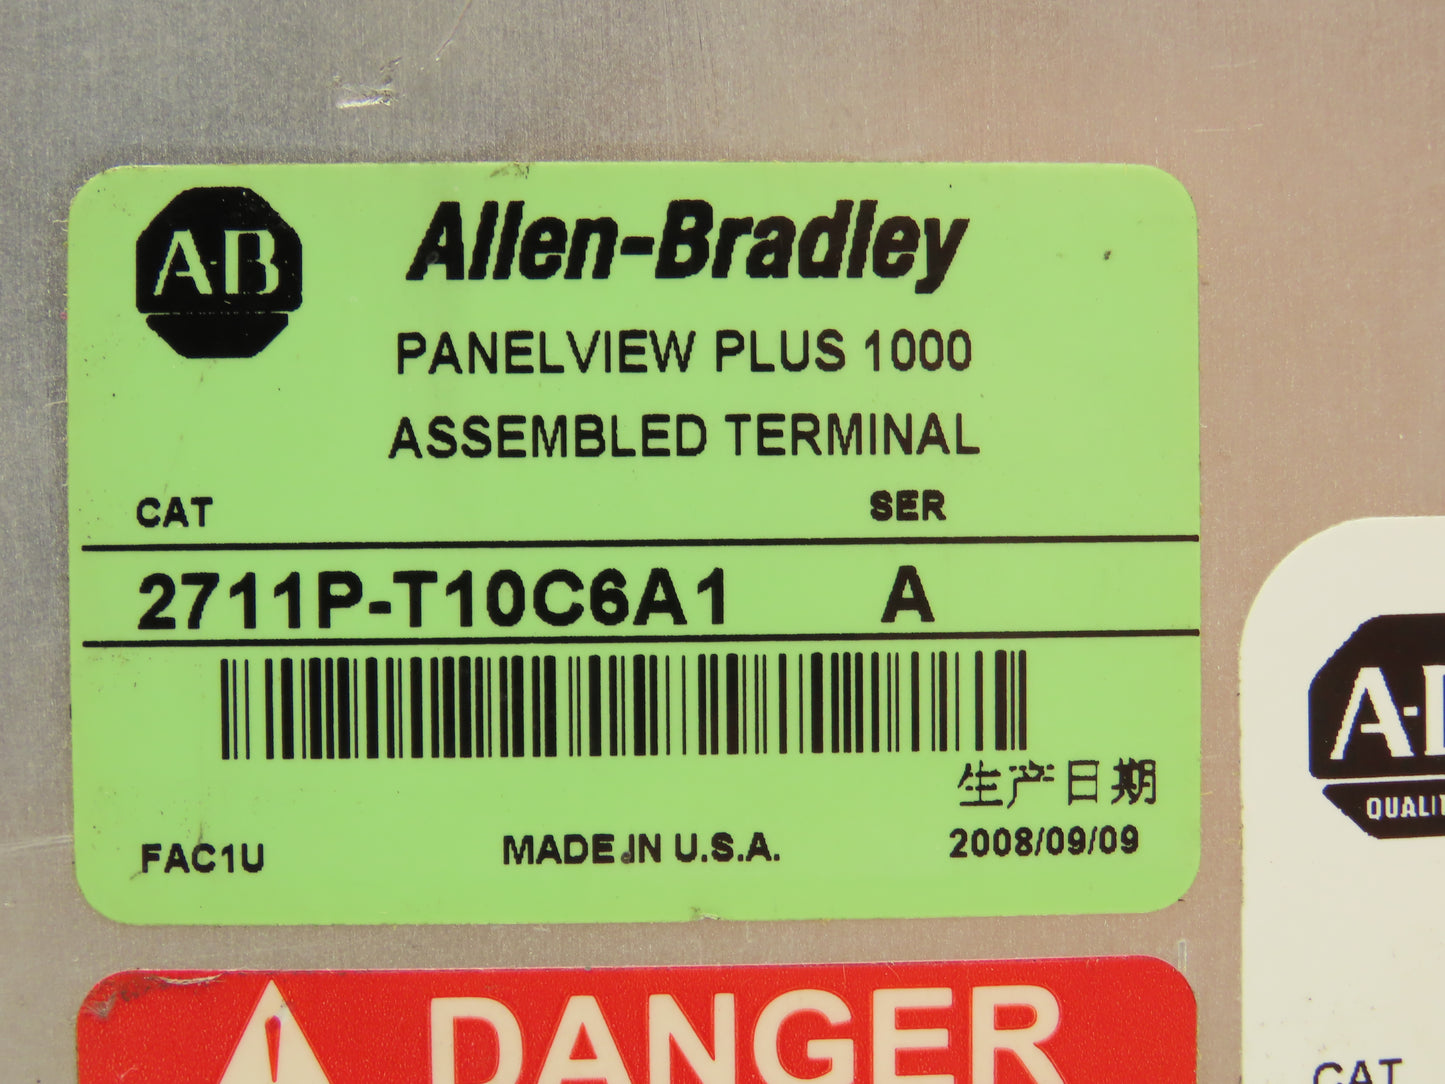 A-B
Allen-Bradley
PANELVIEW PLUS 1000
ASSEMBLED TERMINAL
CAT SER
2711P-T10C6A1 A
生产日期
FAC1U MADE IN U.S.A. 2008/09/09
DANGER
CAT